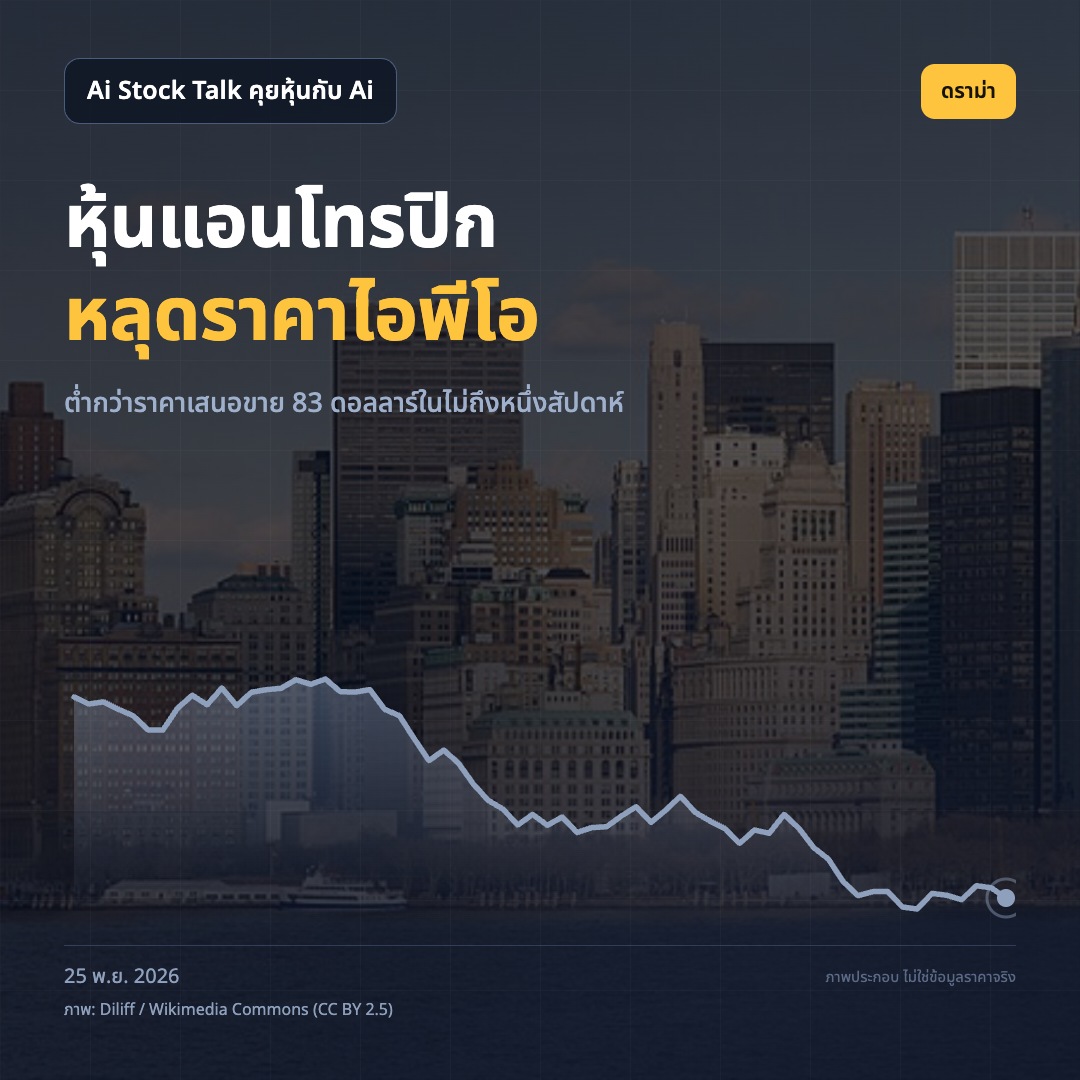 Ai Stock Talk คุยหุ้นกับ Ai
ดราม่า
หุ้นแอนโทรปิก
หลุดราคาไอพีโอ
ต่ำกว่าราคาเสนอขาย 83 ดอลลาร์ในไม่ถึงหนึ่งสัปดาห์
25 พ.ย. 2026
ภาพประกอบ ไม่ใช่ข้อมูลราคาจริง
ภาพ: Diliff / Wikimedia Commons (CC BY 2.5)